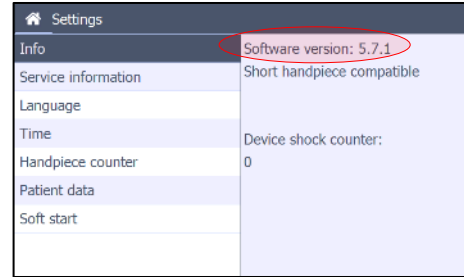 Settings
Info
Service information
Language
Time
Handpiece counter
Patient data
Soft start
Software version: 5.7.1
Short handpiece compatible
Device shock counter:
0